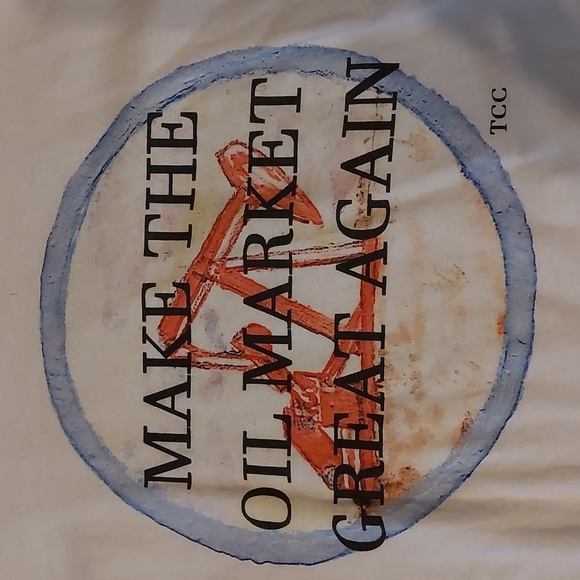 MAKE THE
OIL MARKET
GREAT AGAIN
TCC